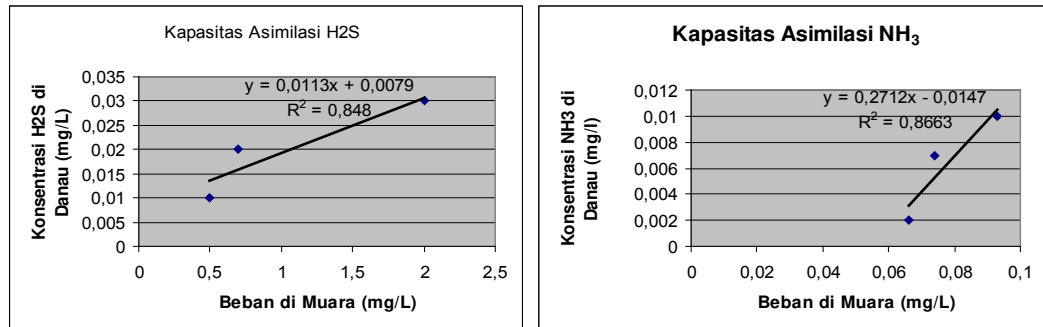 Kapasitas Asimilasi H2S
y = 0,0113x + 0,0079
R² = 0,848
0,035
0,03
0,025
0,02
0,015
0,01
0,005
0
0
0,5
1
1,5
2
2,5
Konsentrasi H2S di
Danau (mg/L)
Beban di Muara (mg/L)
Kapasitas Asimilasi NH₃
y = 0,2712x - 0,0147
R² = 0,8663
0,012
0,01
0,008
0,006
0,004
0,002
0
0
0,02
0,04
0,06
0,08
0,1
Konsentrasi NH3 di
Danau (mg/l)
Beban di Muara (mg/L)